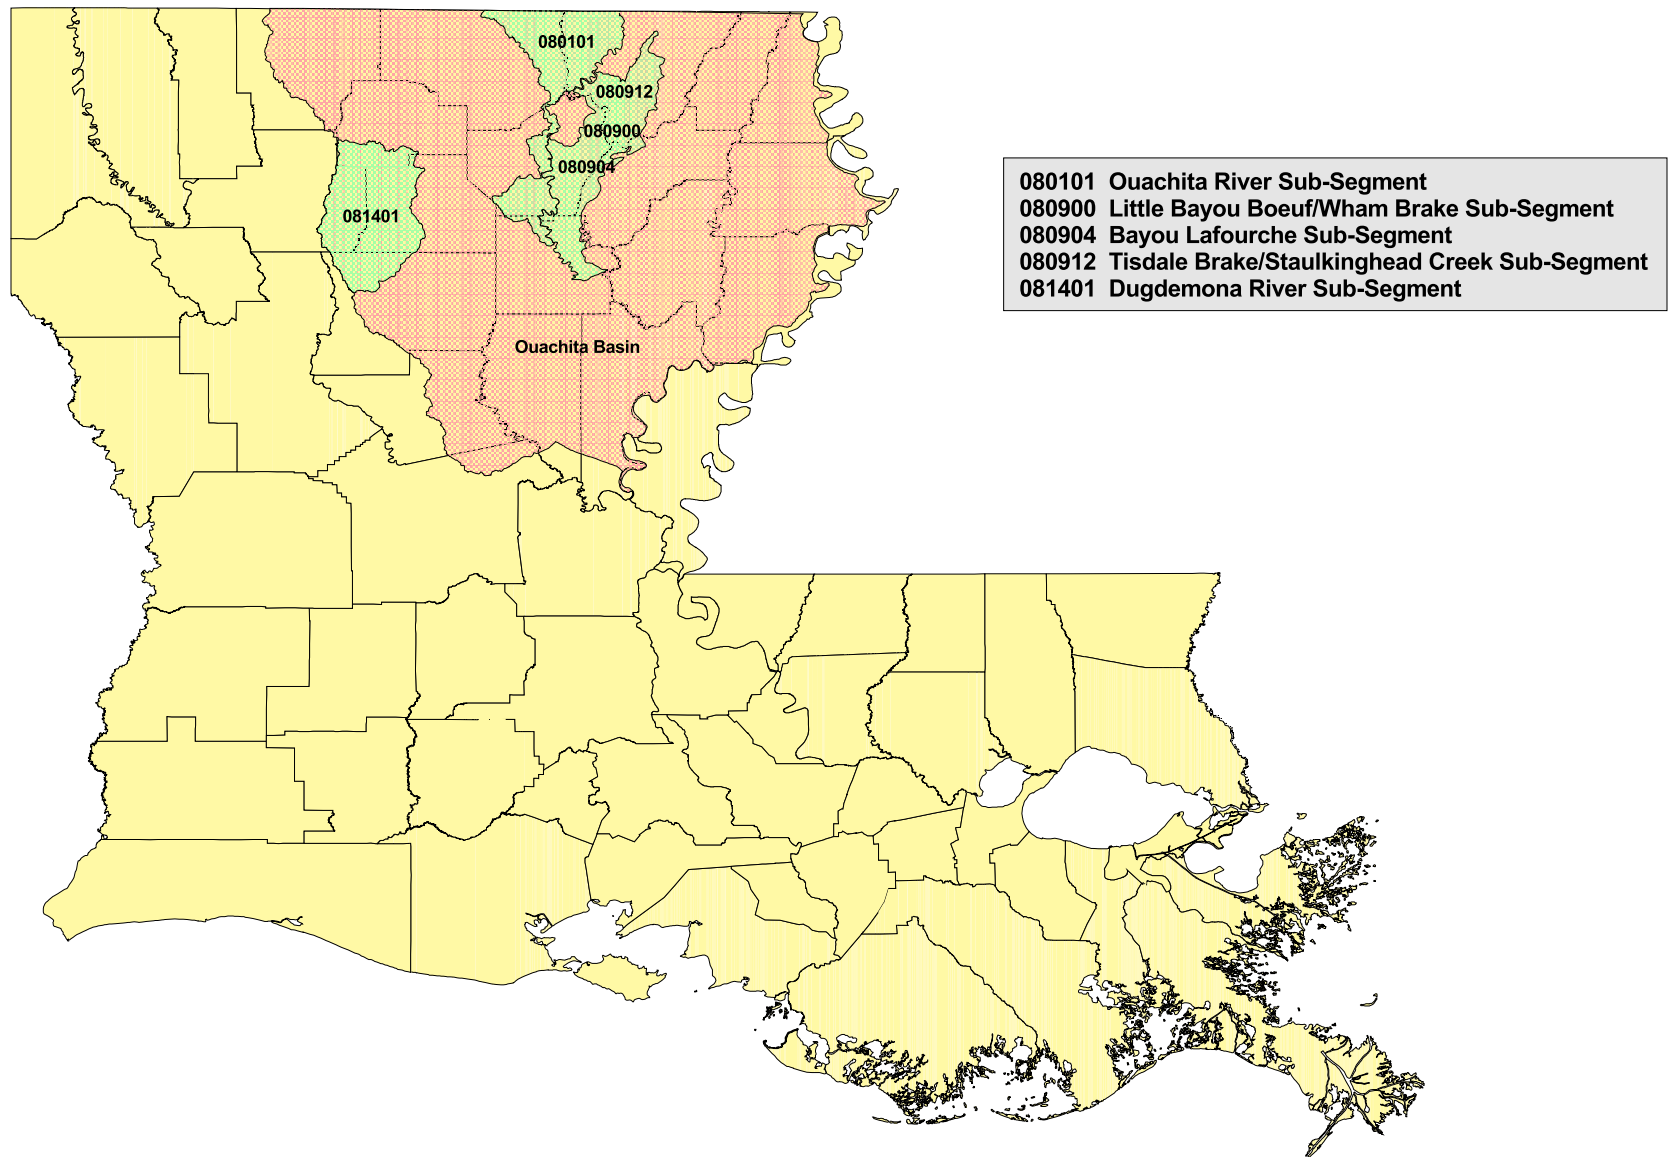 080101
080912
080900
080904
081401
Ouachita Basin
080101 Ouachita River Sub-Segment
080900 Little Bayou Boeuf/Wham Brake Sub-Segment
080904 Bayou Lafourche Sub-Segment
080912 Tisdale Brake/Staulkinghead Creek Sub-Segment
081401 Dugdemona River Sub-Segment